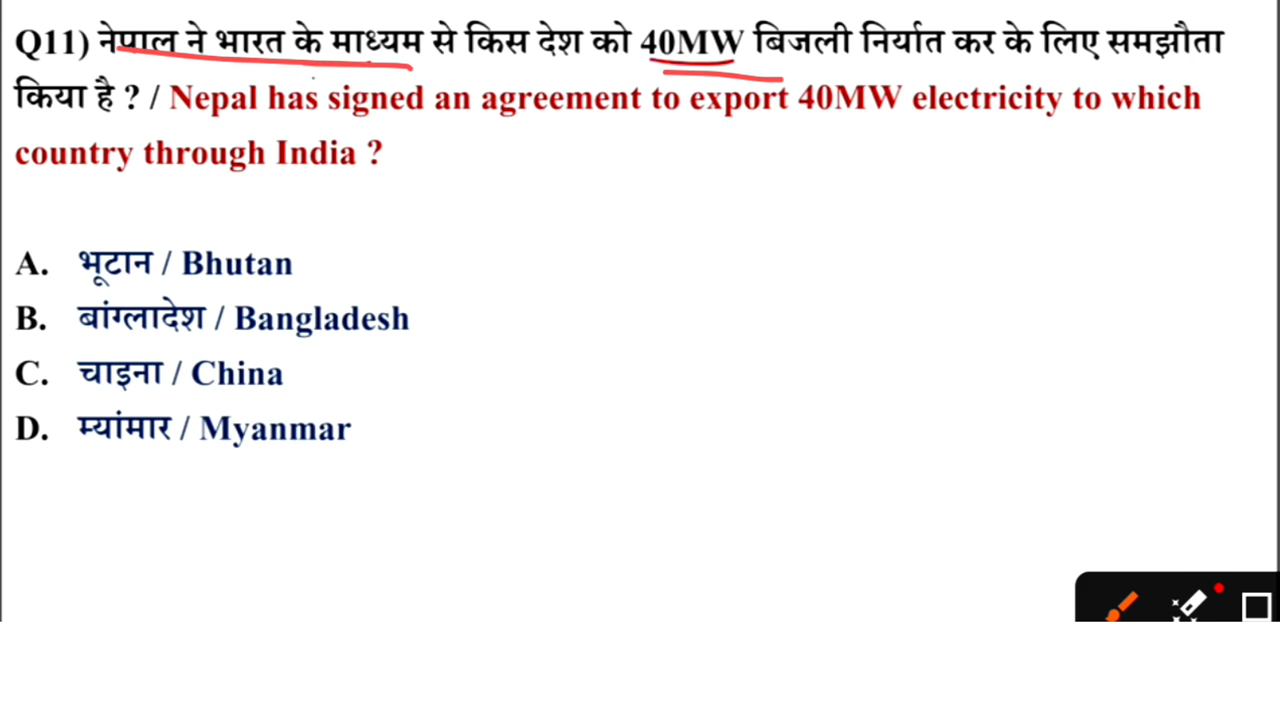 Q11) नेपाल ने भारत के माध्यम से किस देश को 40MW बिजली निर्यात कर के लिए समझौता
किया है ? / Nepal has signed an agreement to export 40MW electricity to which
country through India ?
A. भूटान / Bhutan
B. बांग्लादेश / Bangladesh
C. चाइना / China
D. म्यांमार / Myanmar